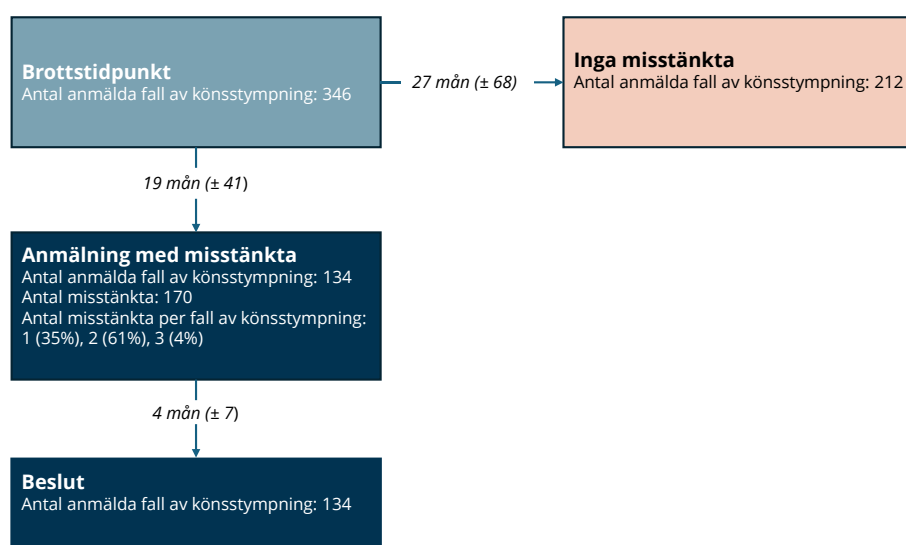 Brottstidpunkt
Antal anmälda fall av könsstympning: 346
27 mån (± 68)
Inga misstänkta
Antal anmälda fall av könsstympning: 212
19 mån (± 41)
Anmälning med misstänkta
Antal anmälda fall av könsstympning: 134
Antal misstänkta: 170
Antal misstänkta per fall av könsstympning:
1 (35%), 2 (61%), 3 (4%)
4 mån (± 7)
Beslut
Antal anmälda fall av könsstympning: 134